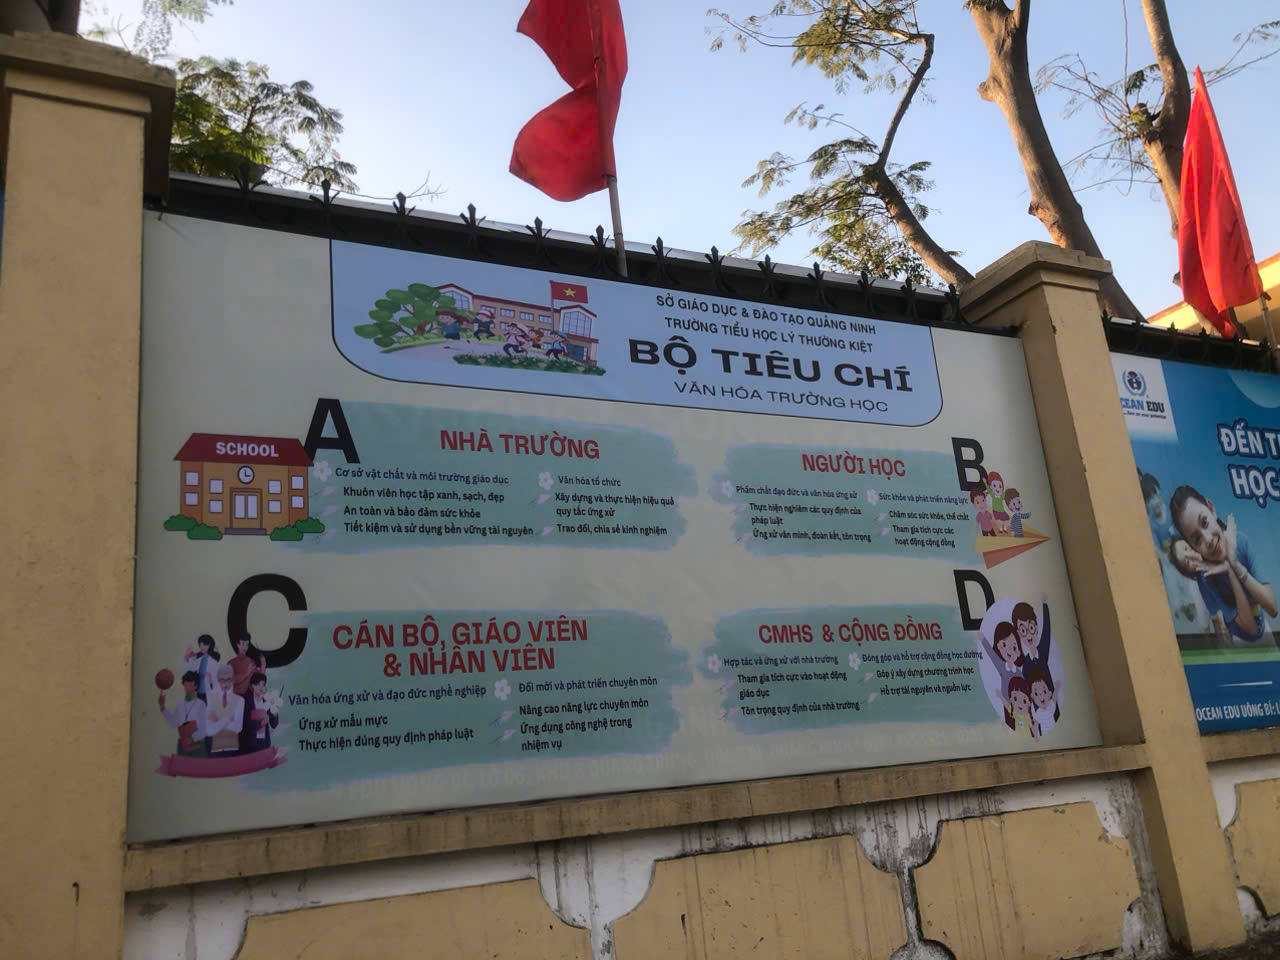 SỞ GIÁO DỤC & ĐÀO TẠO QUẢNG NINH
TRƯỜNG TIỂU HỌC LÝ THƯỜNG KIỆT
BỘ TIÊU CHÍ
VĂN HÓA TRƯỜNG HỌC
A
SCHOOL
NHÀ TRƯỜNG
Cơ sở vật chất và môi trường giáo dục
Khuôn viên học tập xanh, sạch, đẹp
An toàn và bảo đảm sức khỏe
Tiết kiệm và sử dụng bền vững tài nguyên
Văn hóa tổ chức
Xây dựng và thực hiện hiệu quả
quy tắc ứng xử
Trao đổi, chia sẻ kinh nghiệm
B
NGƯỜI HỌC
Phẩm chất đạo đức và văn hóa ứng xử
Thực hiện nghiêm các quy định của
pháp luật
Ứng xử văn minh, đoàn kết, tôn trọng
Sức khỏe và phát triển năng lực
Chăm sóc sức khỏe, thể chất
Tham gia tích cực các
hoạt động cộng đồng
C
CÁN BỘ, GIÁO VIÊN
& NHÂN VIÊN
Văn hóa ứng xử và đạo đức nghề nghiệp
Ứng xử mẫu mực
Thực hiện đúng quy định pháp luật
Đổi mới và phát triển chuyên môn
Nâng cao năng lực chuyên môn
Ứng dụng công nghệ trong
nhiệm vụ
D
CMHS & CỘNG ĐỒNG
Hợp tác và ứng xử với nhà trường
Tham gia tích cực vào hoạt động
giáo dục
Tôn trọng quy định của nhà trường
Đóng góp và hỗ trợ cộng đồng học đường
Góp ý xây dựng chương trình học
Hỗ trợ tài nguyên và nguồn lực
OCEAN EDU
ĐẾN
HỌC
OCEAN EDU UÔNG BÍ: